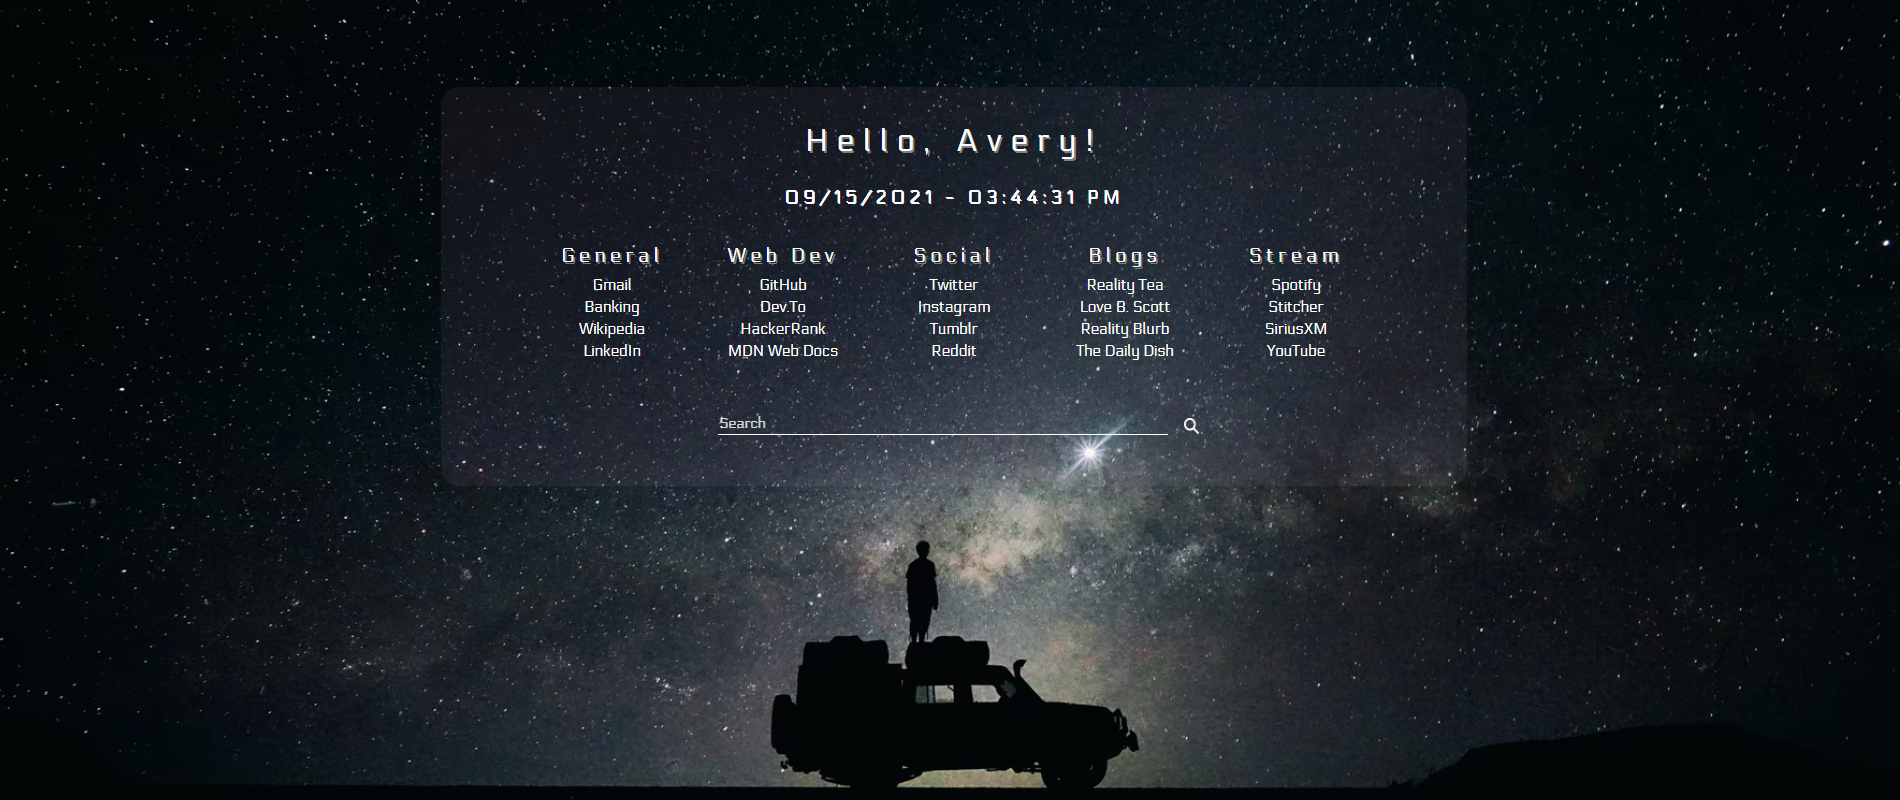 Hello, Avery!
09/15/2021 - 03:44:31 PM
General
Gmail
Banking
Wikipedia
LinkedIn
Web Dev
GitHub
Dev.To
HackerRank
MDN Web Docs
Social
Twitter
Instagram
Tumblr
Reddit
Blogs
Reality Tea
Love B. Scott
Reality Blurb
The Daily Dish
Stream
Spotify
Stitcher
SiriusXM
YouTube
Search